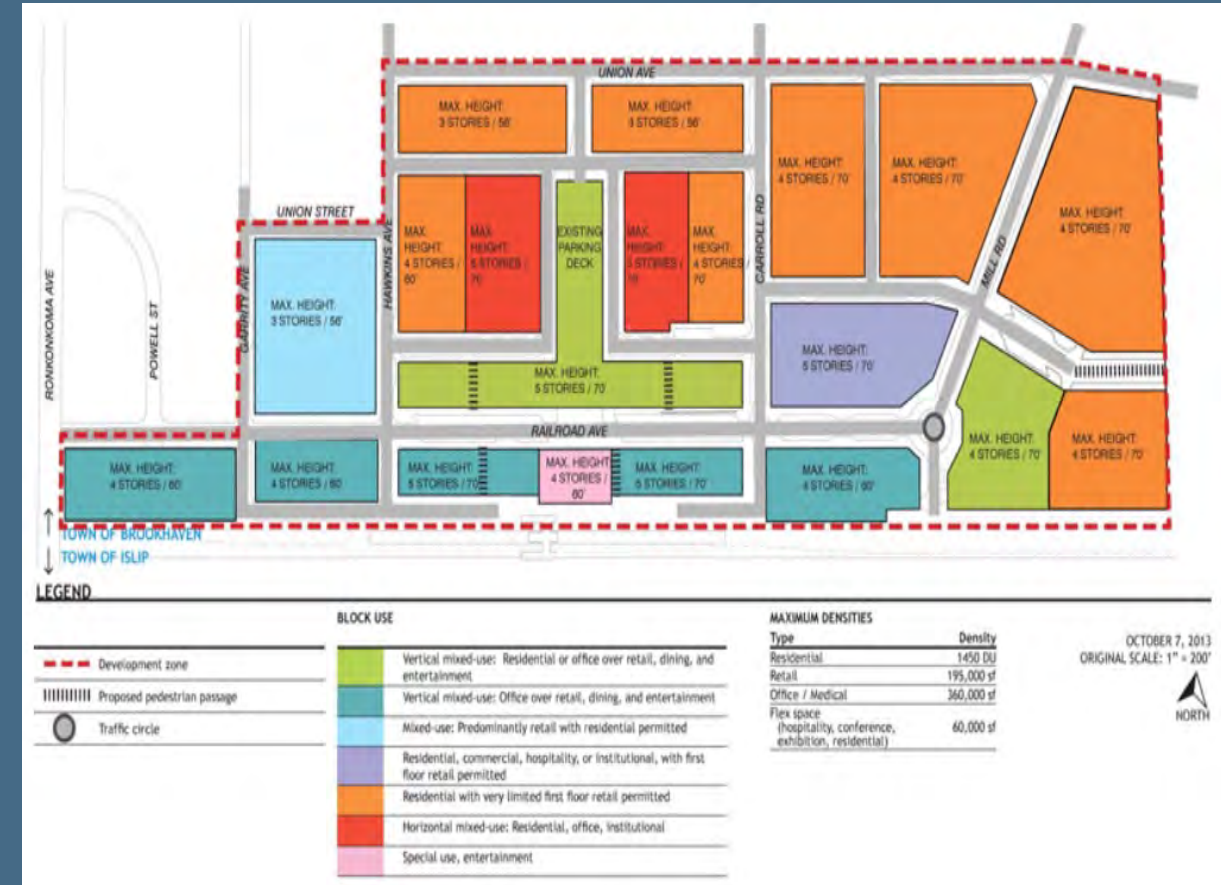 UNION AVE
MAX. HEIGHT:
3 STORIES / 56'
MAX. HEIGHT:
3 STORIES / 56'
MAX. HEIGHT:
4 STORIES / 70'
MAX. HEIGHT:
4 STORIES / 70'
MAX. HEIGHT:
4 STORIES / 70'
UNION STREET
RONKONKOMA AVE
POWELL ST
GARRITY AVE
HAWKINS AVE
CARROLL RD
MILL RD
MAX. HEIGHT:
3 STORIES / 56'
MAX.
HEIGHT:
4 STORIES /
60'
MAX.
HEIGHT:
5 STORIES /
70'
EXISTING
PARKING
DECK
MAX.
HEIGHT:
STORIES /
70'
MAX.
HEIGHT:
4 STORIES /
70'
MAX. HEIGHT:
5 STORIES / 70'
MAX. HEIGHT:
5 STORIES / 70'
RAILROAD AVE
MAX. HEIGHT:
4 STORIES / 60'
MAX. HEIGHT:
4 STORIES / 60'
MAX. HEIGHT:
5 STORIES / 70'
MAX. HEIGHT:
4 STORIES /
60'
MAX. HEIGHT:
5 STORIES / 70'
MAX. HEIGHT:
4 STORIES / 60'
MAX. HEIGHT:
4 STORIES / 70'
MAX. HEIGHT:
4 STORIES / 70'
TOWN OF BROOKHAVEN
TOWN OF ISLIP
LEGEND
Development zone
Proposed pedestrian passage
Traffic circle
BLOCK USE
Vertical mixed-use: Residential or office over retail, dining, and
entertainment
Vertical mixed-use: Office over retail, dining, and entertainment
Mixed-use: Predominantly retail with residential permitted
Residential, commercial, hospitality, or institutional, with first
floor retail permitted
Residential with very limited first floor retail permitted
Horizontal mixed-use: Residential, office, institutional
Special use, entertainment
MAXIMUM DENSITIES
Type Density
Residential 1450 DU
Retail 195,000 sf
Office / Medical 360,000 sf
Flex space
(hospitality, conference, 60,000 sf
exhibition, residential)
OCTOBER 7, 2013
ORIGINAL SCALE: 1" = 200'
NORTH